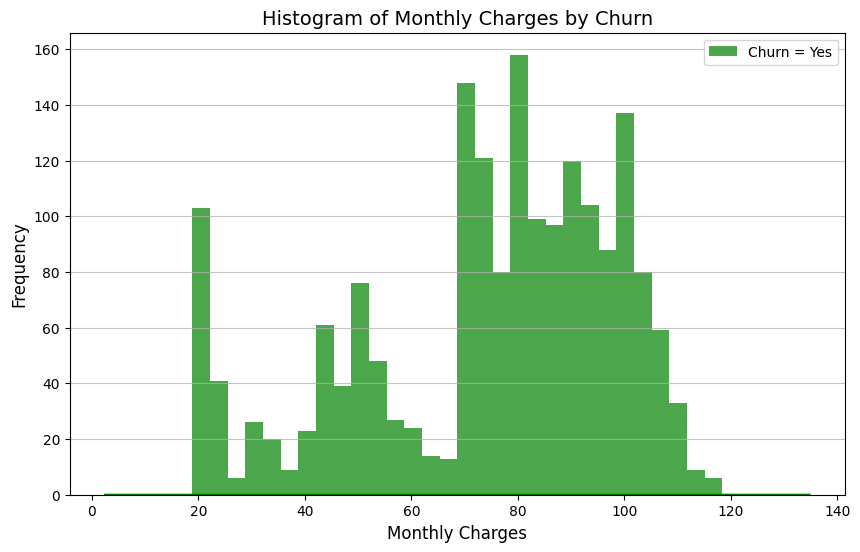 Histogram of Monthly Charges by Churn
Churn = Yes
Frequency
160
140
120
100
80
60
40
20
0
0 20 40 60 80 100 120 140
Monthly Charges